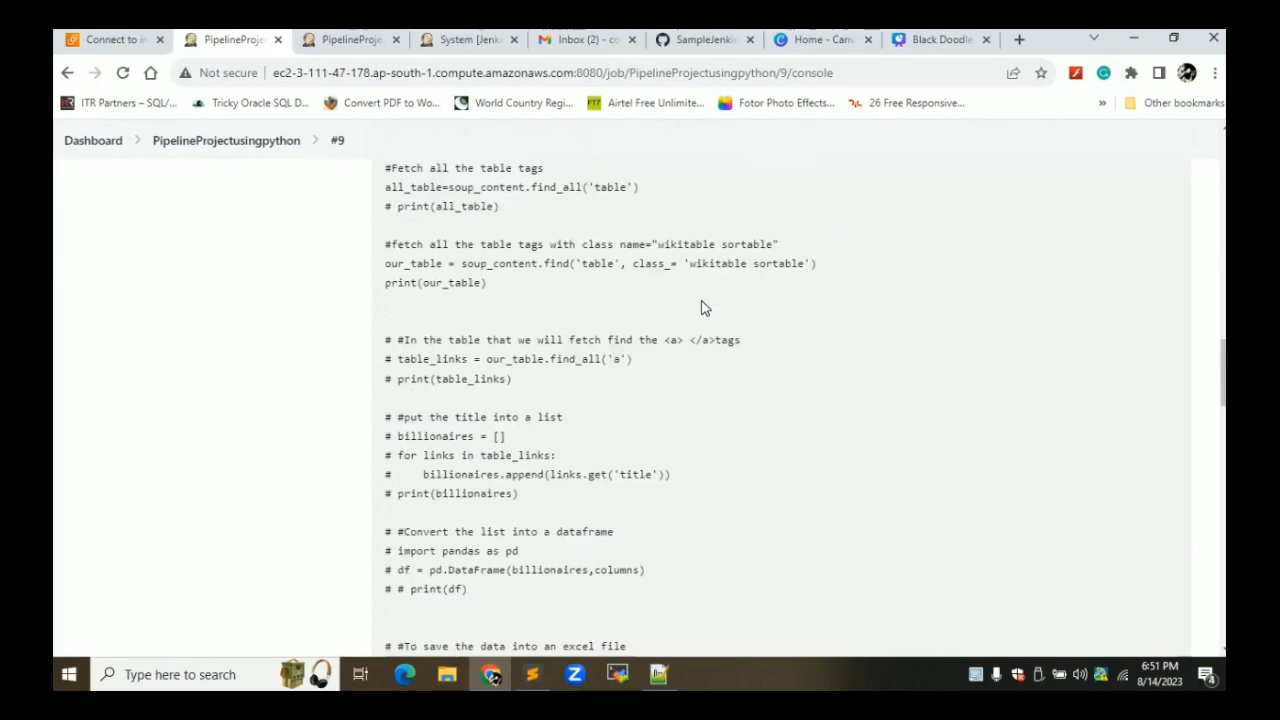 Connect to in
PipelineProje
PipelineProje
System [Jenk
Inbox (2) - co
SampleJenkin
Home - Canv
Black Doodle
Not secure
ec2-3-111-47-178.ap-south-1.compute.amazonaws.com:8080/job/PipelineProjectusingpython/9/console
ITR Partners – SQL/...
Tricky Oracle SQL D...
Convert PDF to Wo...
World Country Regi...
Airtel Free Unlimite...
Fotor Photo Effects...
26 Free Responsive...
»
Other bookmarks
Dashboard > PipelineProjectusingpython > #9
#Fetch all the table tags
all_table=soup_content.find_all('table')
# print(all_table)
#fetch all the table tags with class name="wikitable sortable"
our_table = soup_content.find('table', class_= 'wikitable sortable')
print(our_table)
# #In the table that we will fetch find the <a> </a>tags
# table_links = our_table.find_all('a')
# print(table_links)
# #put the title into a list
# billionaires = []
# for links in table_links:
#     billionaires.append(links.get('title'))
# print(billionaires)
# #Convert the list into a dataframe
# import pandas as pd
# df = pd.DataFrame(billionaires,columns)
# # print(df)
# #To save the data into an excel file
Type here to search
6:51 PM
8/14/2023
4